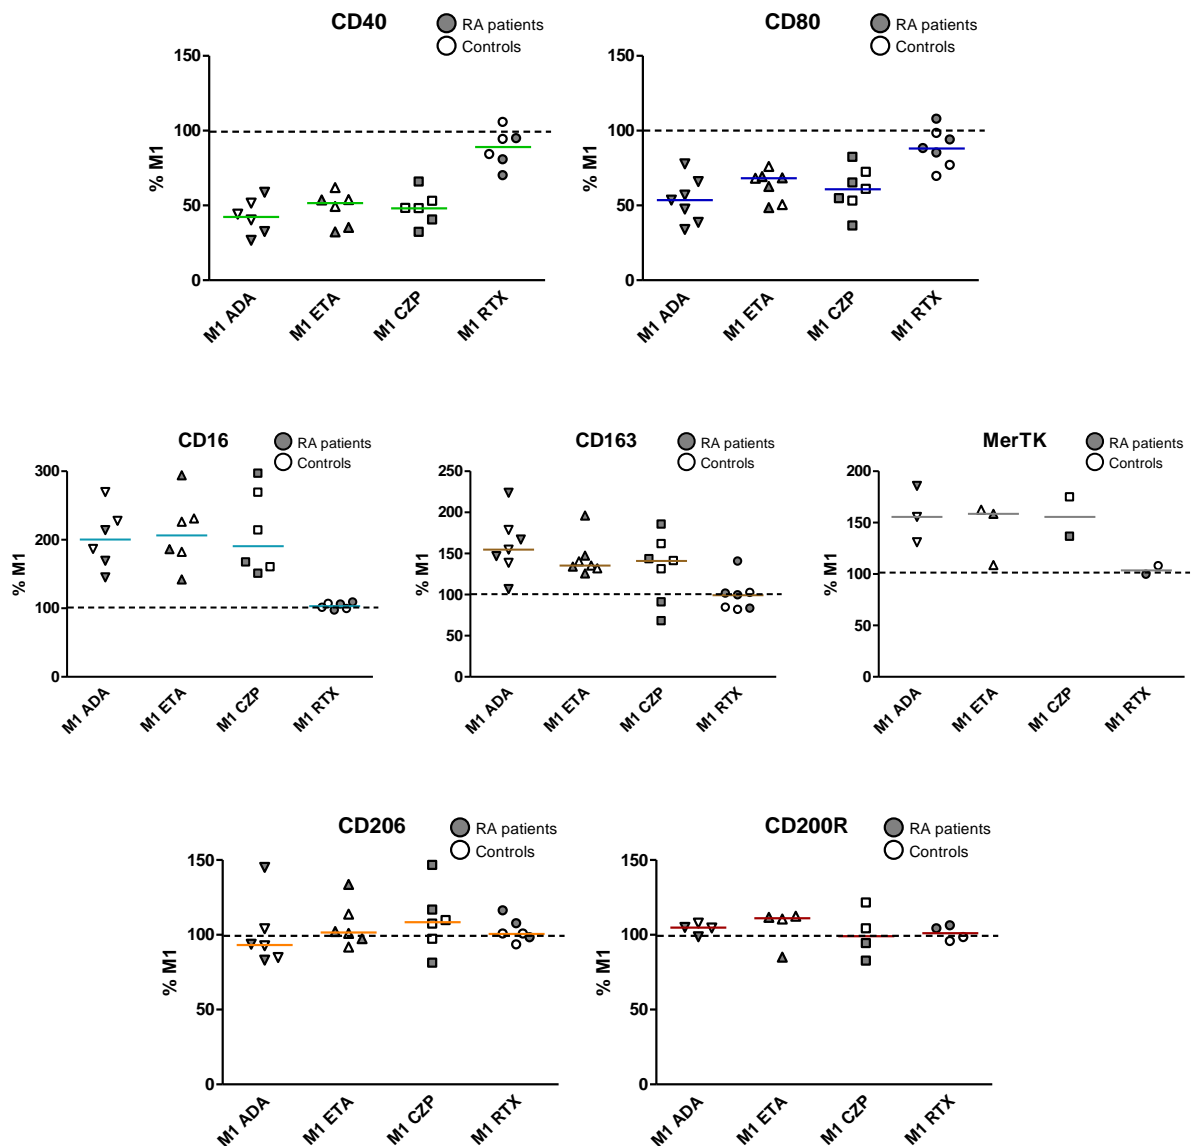 CD40
RA patients
Controls
150
100
50
0
% M1
M1 ADA
M1 ETA
M1 CZP
M1 RTX
CD80
RA patients
Controls
150
100
50
0
% M1
M1 ADA
M1 ETA
M1 CZP
M1 RTX
CD16
RA patients
Controls
300
200
100
0
% M1
M1 ADA
M1 ETA
M1 CZP
M1 RTX
CD163
RA patients
Controls
250
200
150
100
50
0
% M1
M1 ADA
M1 ETA
M1 CZP
M1 RTX
MerTK
RA patients
Controls
200
150
100
50
0
% M1
M1 ADA
M1 ETA
M1 CZP
M1 RTX
CD206
RA patients
Controls
150
100
50
0
% M1
M1 ADA
M1 ETA
M1 CZP
M1 RTX
CD200R
RA patients
Controls
150
100
50
0
% M1
M1 ADA
M1 ETA
M1 CZP
M1 RTX